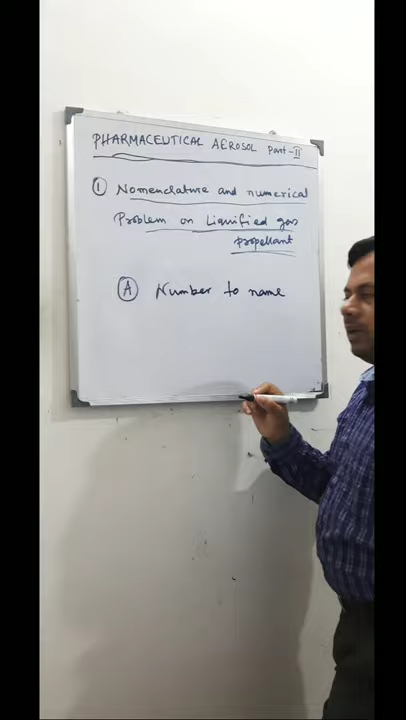 PHARMACEUTICAL AEROSOL Part-II
① Nomenclature and numerical
Problem on Liquified gas
propellant
Ⓐ Number to name